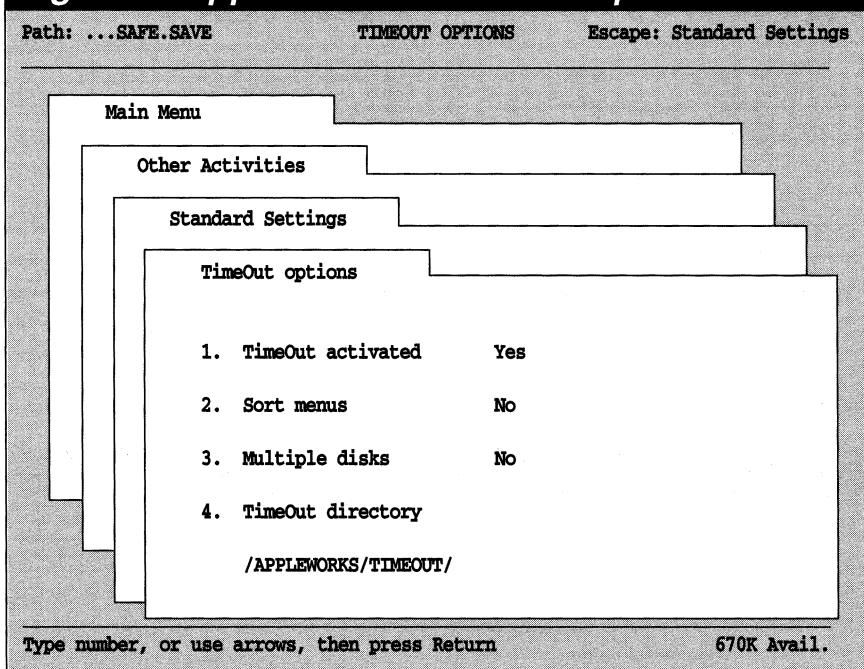 Path: ...SAFE.SAVE TIMEOUT OPTIONS Escape: Standard Settings
Main Menu
Other Activities
Standard Settings
TimeOut options
1. TimeOut activated Yes
2. Sort menus No
3. Multiple disks No
4. TimeOut directory
/APPLEWORKS/TIMEOUT/
Type number, or use arrows, then press Return 670K Avail.